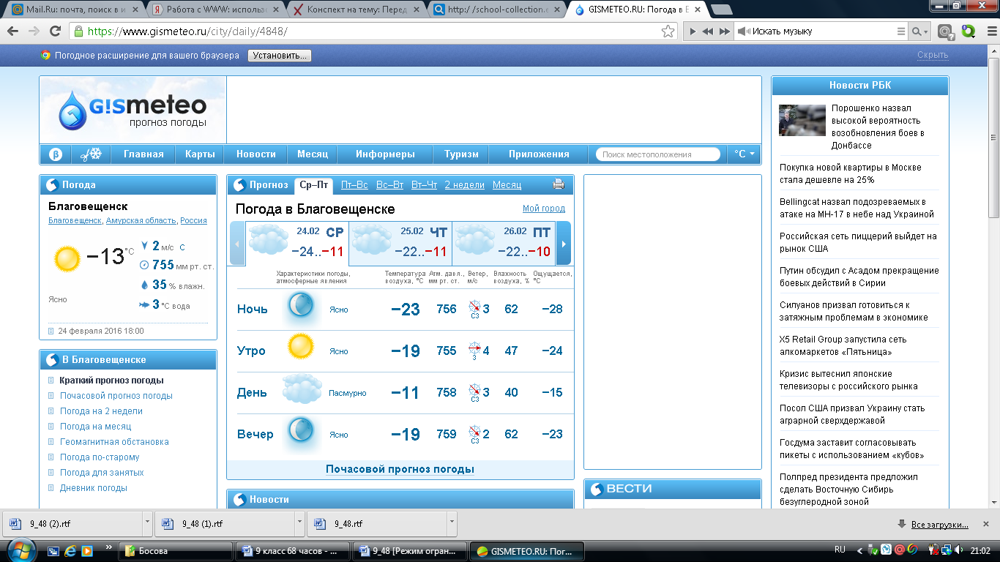 Mail.Ru: почта, поиск в и
Работа с WWW: использ
Конспект на тему: Перед
http://school-collection.e
GISMETEO.RU: Погода в Б
https://www.gismeteo.ru/city/daily/4848/
Искать музыку
Погодное расширение для вашего браузера
Установить...
Скрыть
GISmeteo
прогноз погоды
β
Главная
Карты
Новости
Месяц
Информеры
Туризм
Приложения
Поиск местоположения
°C
Погода
Благовещенск
Благовещенск, Амурская область, Россия
−13°C
2 м/с С
755 мм рт. ст.
35 % влажн.
3 °C вода
Ясно
24 февраля 2016 18:00
В Благовещенске
Краткий прогноз погоды
Почасовой прогноз погоды
Погода на 2 недели
Погода на месяц
Геомагнитная обстановка
Погода по-старому
Погода для занятых
Дневник погоды
Прогноз
Ср–Пт
Пт–Вс
Вс–Вт
Вт–Чт
2 недели
Месяц
Погода в Благовещенске
Мой город
24.02 СР
−24..−11
25.02 ЧТ
−22..−11
26.02 ПТ
−22..−10
Характеристики погоды, атмосферные явления
Температура воздуха, °C
Атм. давл., мм рт. ст.
Ветер, м/с
Влажность воздуха, %
Ощущается, °C
Ночь Ясно −23 756 СЗ 3 62 −28
Утро Ясно −19 755 З 4 47 −24
День Пасмурно −11 758 СЗ 3 40 −15
Вечер Ясно −19 759 СЗ 2 62 −23
Почасовой прогноз погоды
Новости
ВЕСТИ
Новости РБК
Порошенко назвал
высокой вероятность
возобновления боев в
Донбассе
Покупка новой квартиры в Москве
стала дешевле на 25%
Bellingcat назвал подозреваемых в
атаке на MH-17 в небе над Украиной
Российская сеть пиццерий выйдет на
рынок США
Путин обсудил с Асадом прекращение
боевых действий в Сирии
Силуанов призвал готовиться к
затяжным проблемам в экономике
X5 Retail Group запустила сеть
алкомаркетов «Пятница»
Кризис вытеснил японские
телевизоры с российского рынка
Посол США призвал Украину стать
аграрной сверхдержавой
Госдума заставит согласовывать
пикеты с использованием «кубов»
Полпред президента предложил
сделать Восточную Сибирь
безуглеродной зоной
9_48 (2).rtf
9_48 (1).rtf
9_48.rtf
Все загрузки...
Босова
9 класс 68 часов - ...
9_48 [Режим огран...
GISMETEO.RU: Пог...
RU
21:02